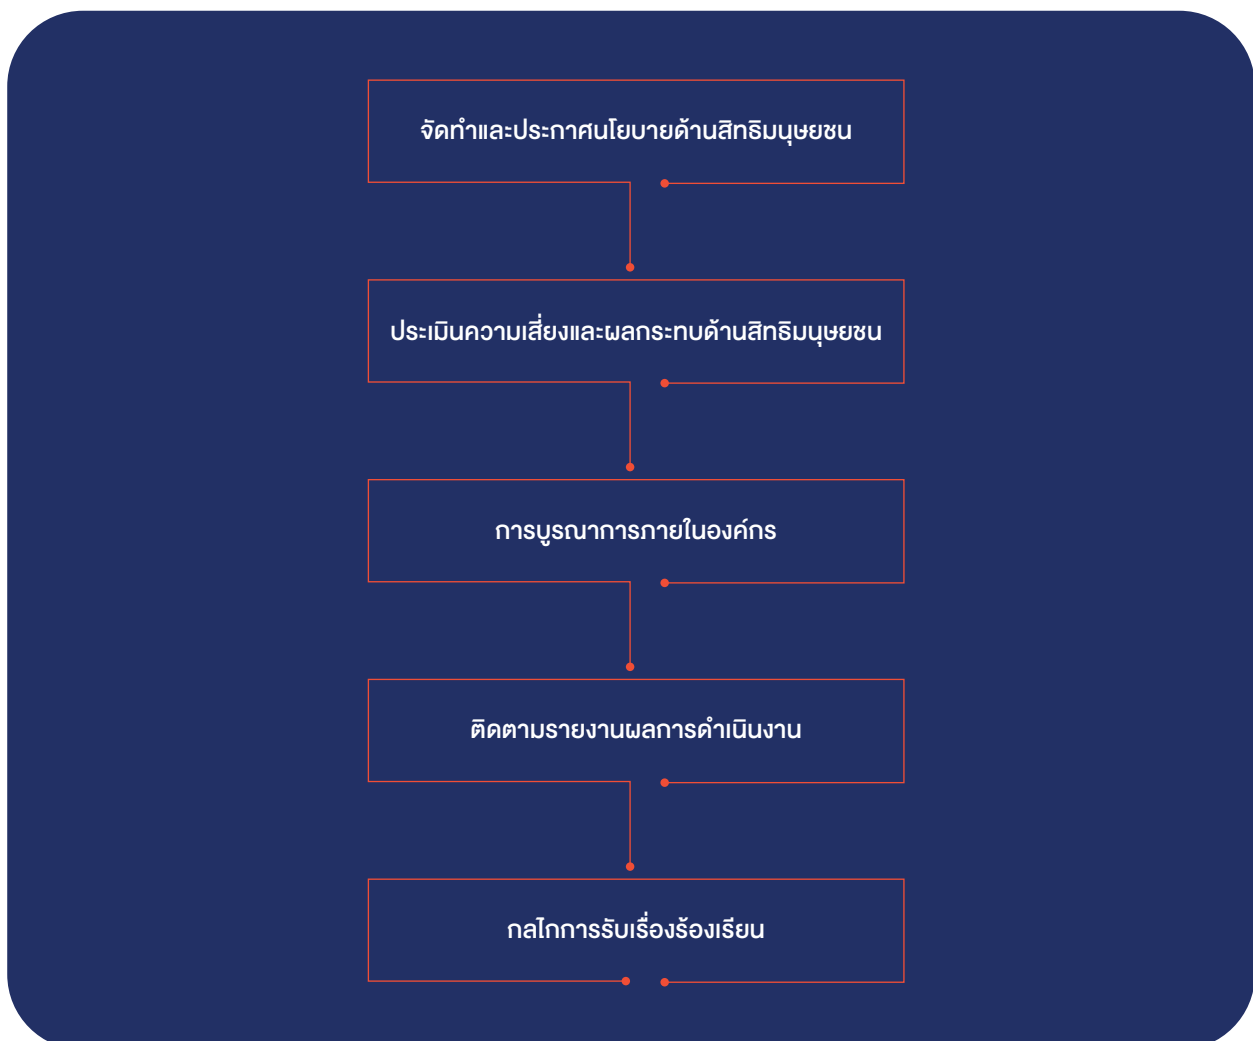 จัดทำและประกาศนโยบายด้านสิทธิมนุษยชน
ประเมินความเสี่ยงและผลกระทบด้านสิทธิมนุษยชน
การบูรณาการภายในองค์กร
ติดตามรายงานผลการดำเนินงาน
กลไกการรับเรื่องร้องเรียน